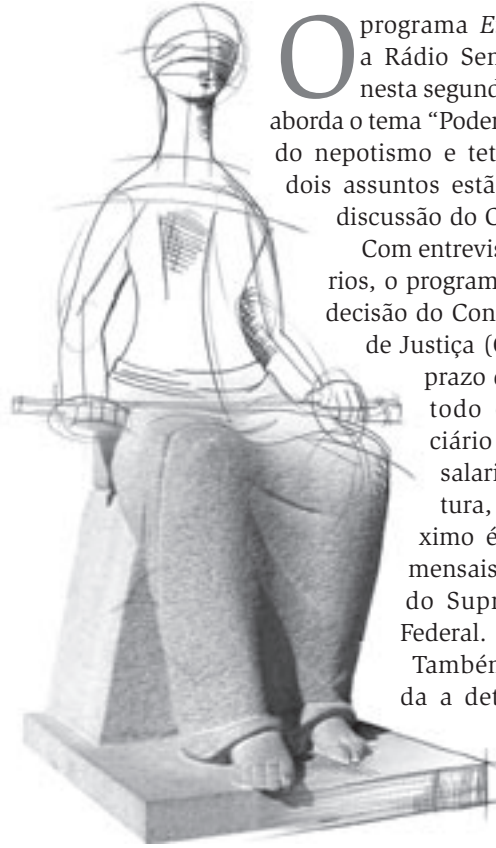 O programa E
a Rádio Sen
nesta segund
aborda o tema “Poder
do nepotismo e tet
dois assuntos estã
discussão do C
Com entrevis
rios, o program
decisão do Con
de Justiça (
prazo
todo
ciário
salari
tura,
ximo é
mensais
do Supr
Federal.
També
da a det